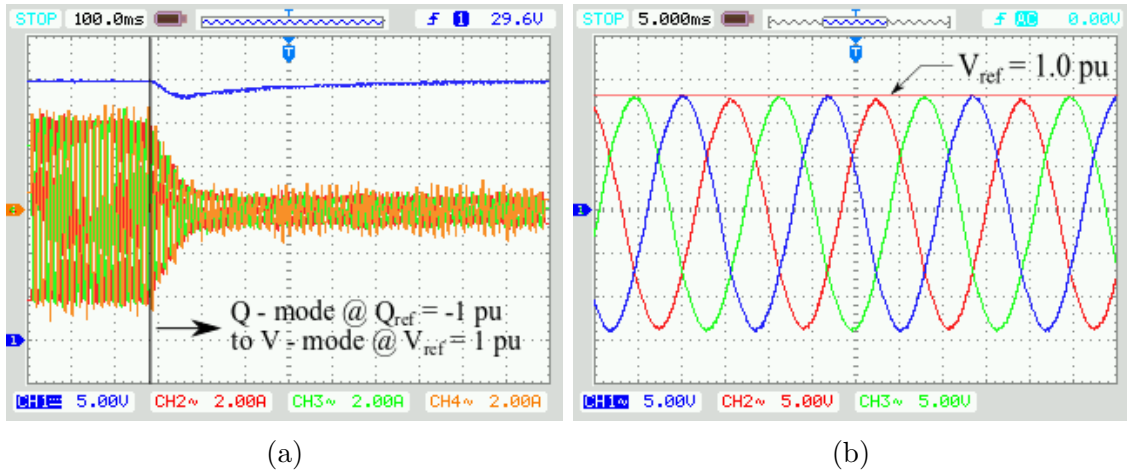 STOP 100.0ms T 1 29.6V
T
1
Q - mode @ Qref = -1 pu
to V - mode @ Vref = 1 pu
CH1 5.00V CH2~ 2.00A CH3~ 2.00A CH4~ 2.00A
(a)
STOP 5.000ms T AC 0.00V
T
Vref = 1.0 pu
1
CH1~ 5.00V CH2~ 5.00V CH3~ 5.00V
(b)